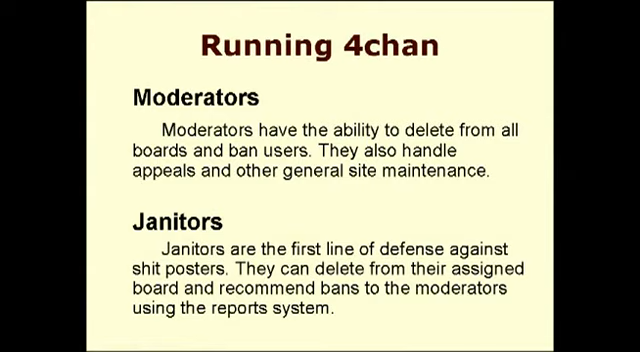 Running 4chan
Moderators
Moderators have the ability to delete from all
boards and ban users. They also handle
appeals and other general site maintenance.
Janitors
Janitors are the first line of defense against
shit posters. They can delete from their assigned
board and recommend bans to the moderators
using the reports system.